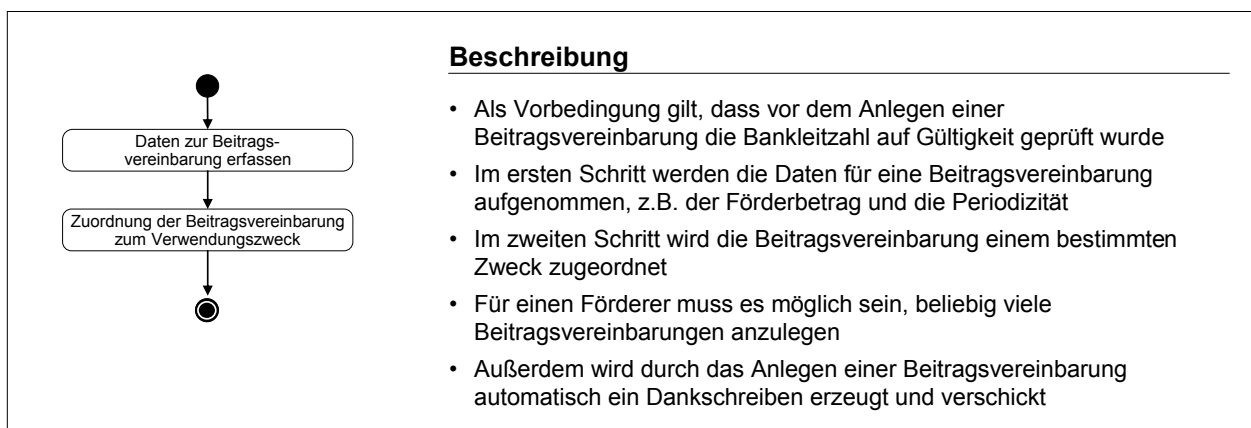 Daten zur Beitrags-
vereinbarung erfassen
Zuordnung der Beitragsvereinbarung
zum Verwendungszweck
Beschreibung
• Als Vorbedingung gilt, dass vor dem Anlegen einer
Beitragsvereinbarung die Bankleitzahl auf Gültigkeit geprüft wurde
• Im ersten Schritt werden die Daten für eine Beitragsvereinbarung
aufgenommen, z.B. der Förderbetrag und die Periodizität
• Im zweiten Schritt wird die Beitragsvereinbarung einem bestimmten
Zweck zugeordnet
• Für einen Förderer muss es möglich sein, beliebig viele
Beitragsvereinbarungen anzulegen
• Außerdem wird durch das Anlegen einer Beitragsvereinbarung
automatisch ein Dankschreiben erzeugt und verschickt